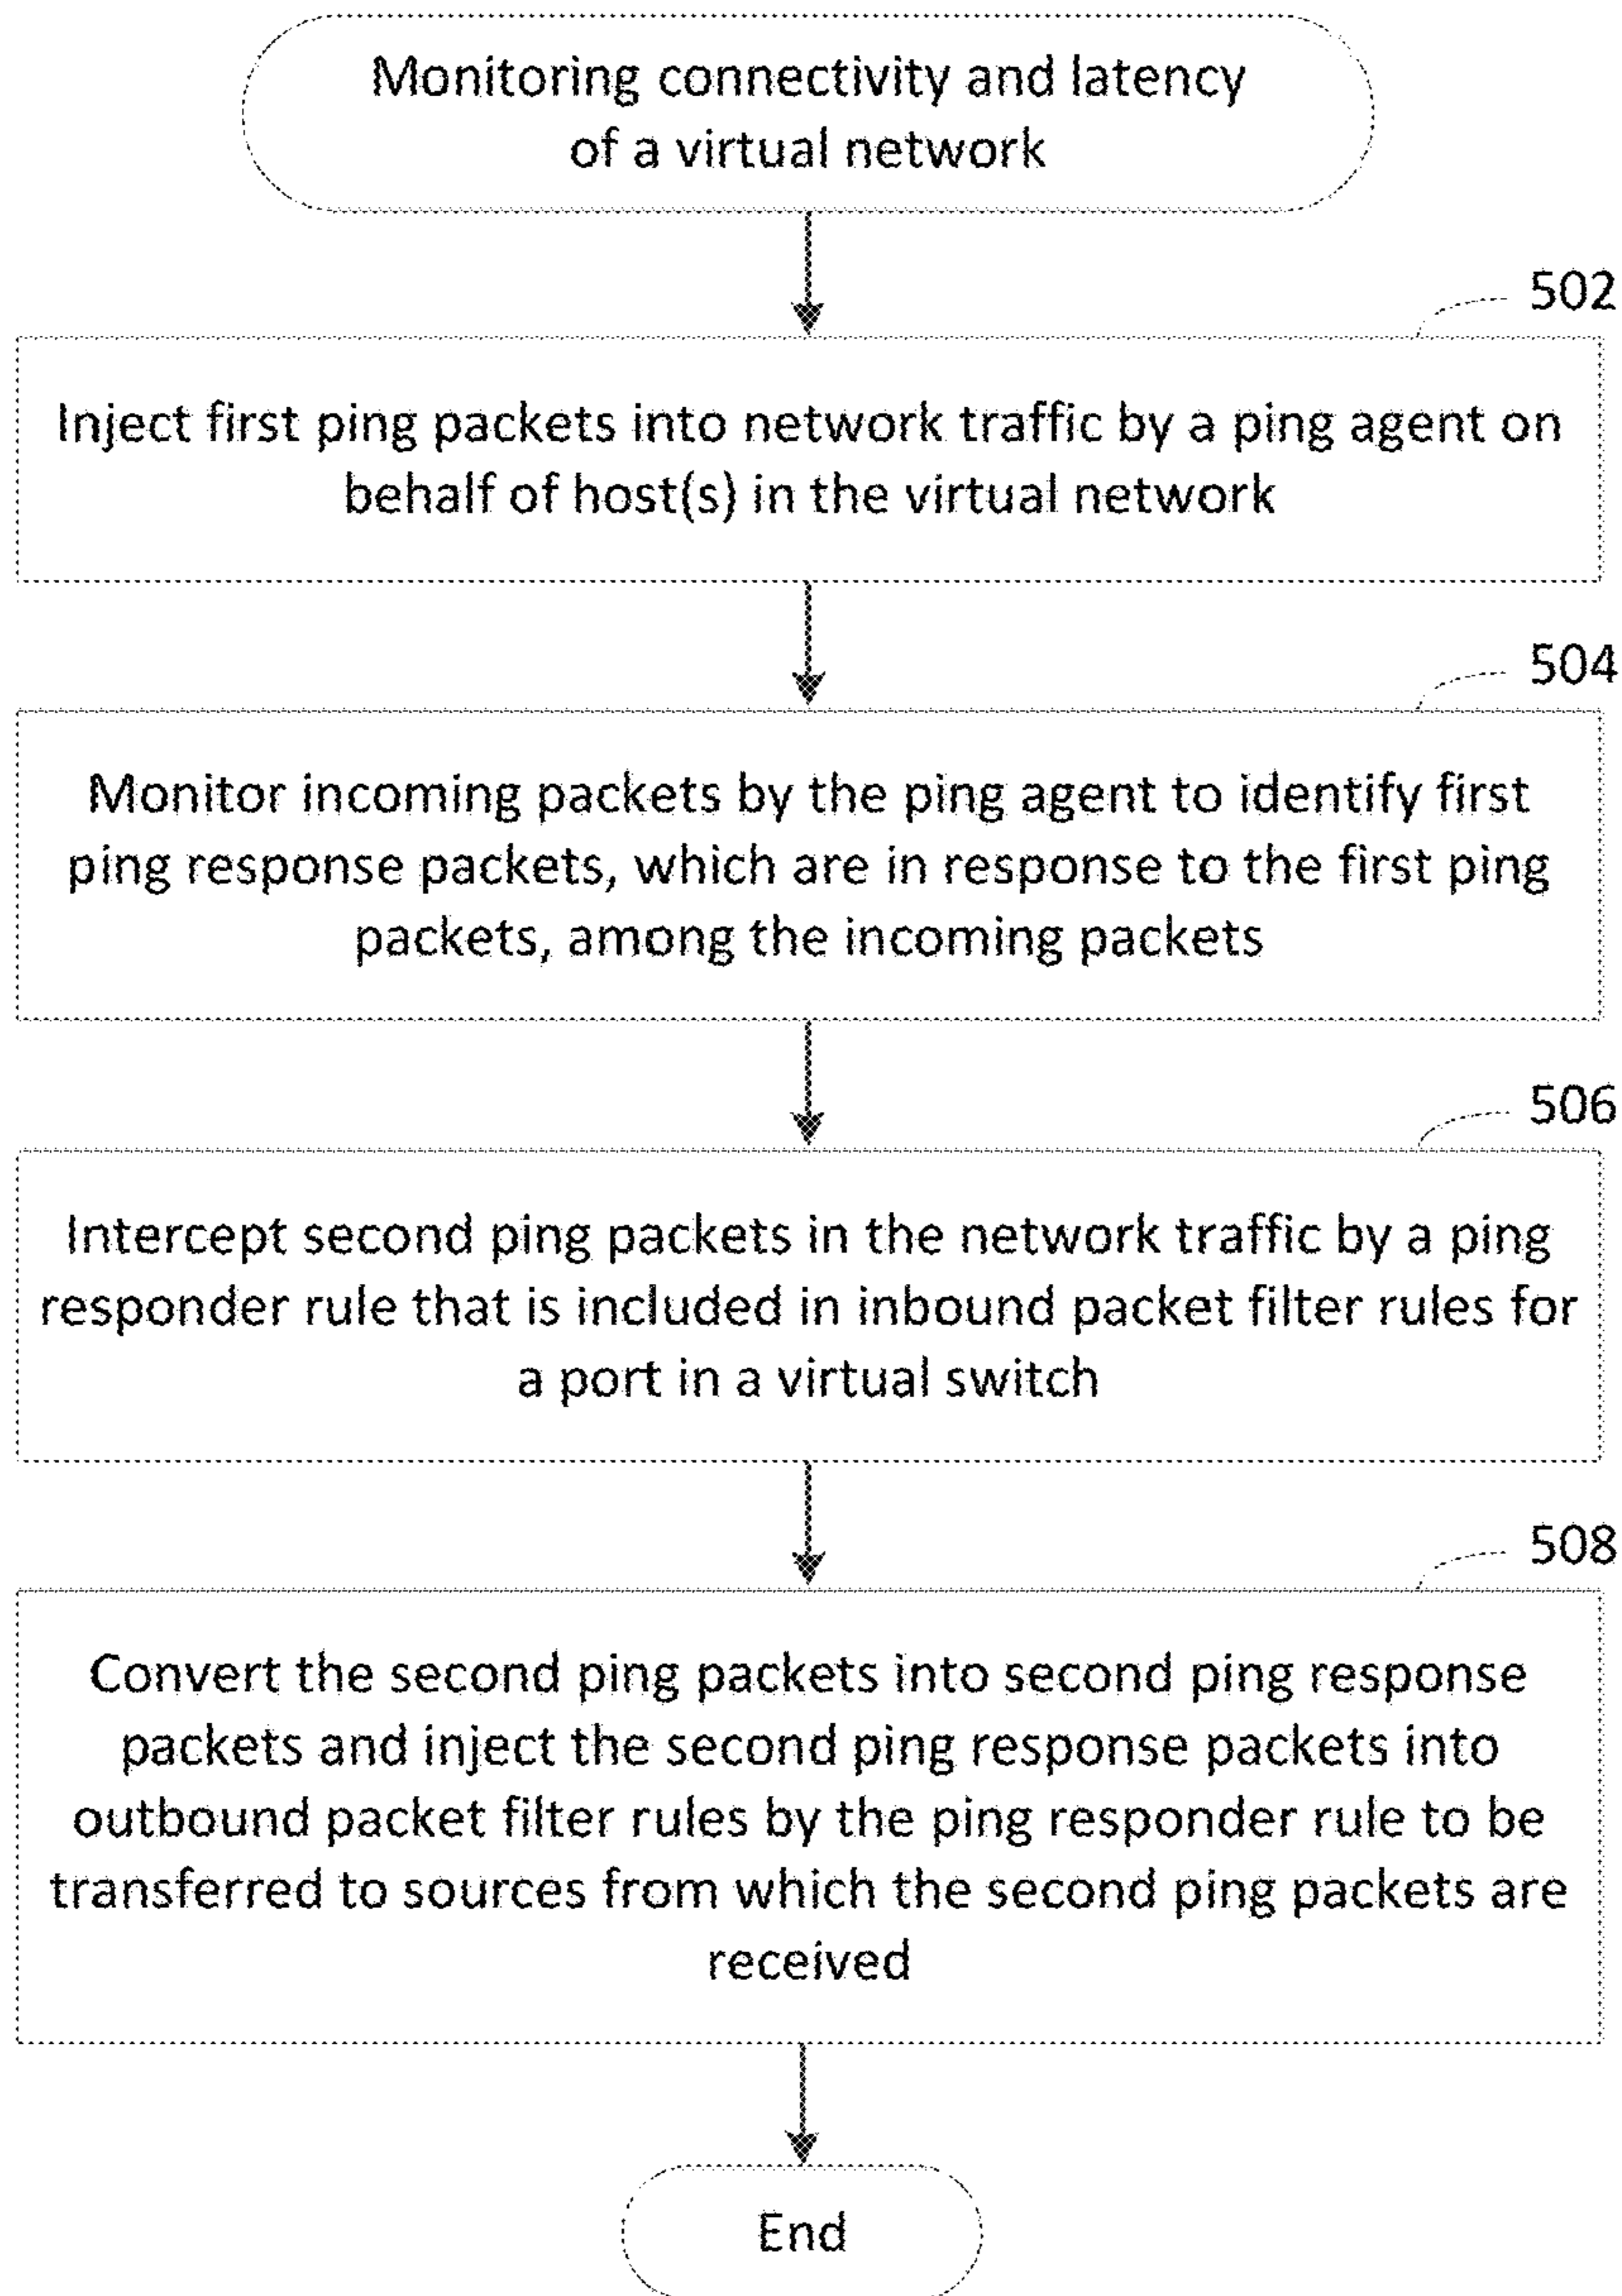 Monitoring connectivity and latency
of a virtual network
502
Inject first ping packets into network traffic by a ping agent on
behalf of host(s) in the virtual network
504
Monitor incoming packets by the ping agent to identify first
ping response packets, which are in response to the first ping
packets, among the incoming packets
506
Intercept second ping packets in the network traffic by a ping
responder rule that is included in inbound packet filter rules for
a port in a virtual switch
508
Convert the second ping packets into second ping response
packets and inject the second ping response packets into
outbound packet filter rules by the ping responder rule to be
transferred to sources from which the second ping packets are
received
End